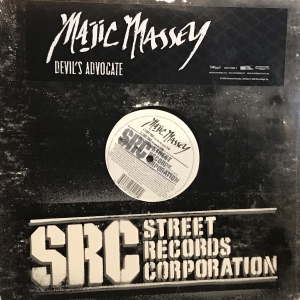 Majic Massey
DEVIL'S ADVOCATE
Majic Massey
SRC
STREET
RECORDS
CORPORATION
SRC
STREET
RECORDS
CORPORATION